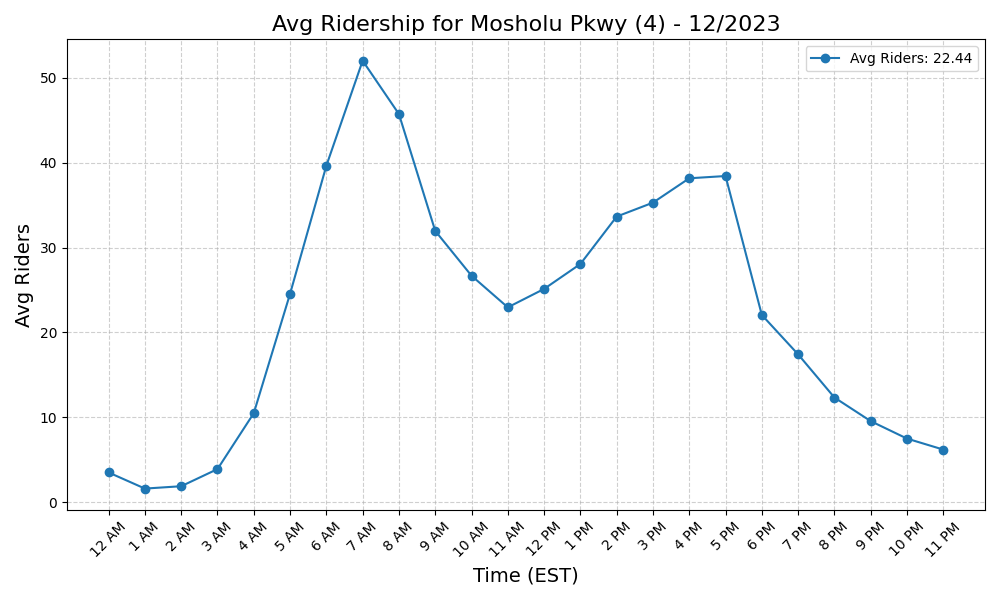 Avg Ridership for Mosholu Pkwy (4) - 12/2023
Avg Riders: 22.44
Avg Riders
50
40
30
20
10
0
12 AM
1 AM
2 AM
3 AM
4 AM
5 AM
6 AM
7 AM
8 AM
9 AM
10 AM
11 AM
12 PM
1 PM
2 PM
3 PM
4 PM
5 PM
6 PM
7 PM
8 PM
9 PM
10 PM
11 PM
Time (EST)